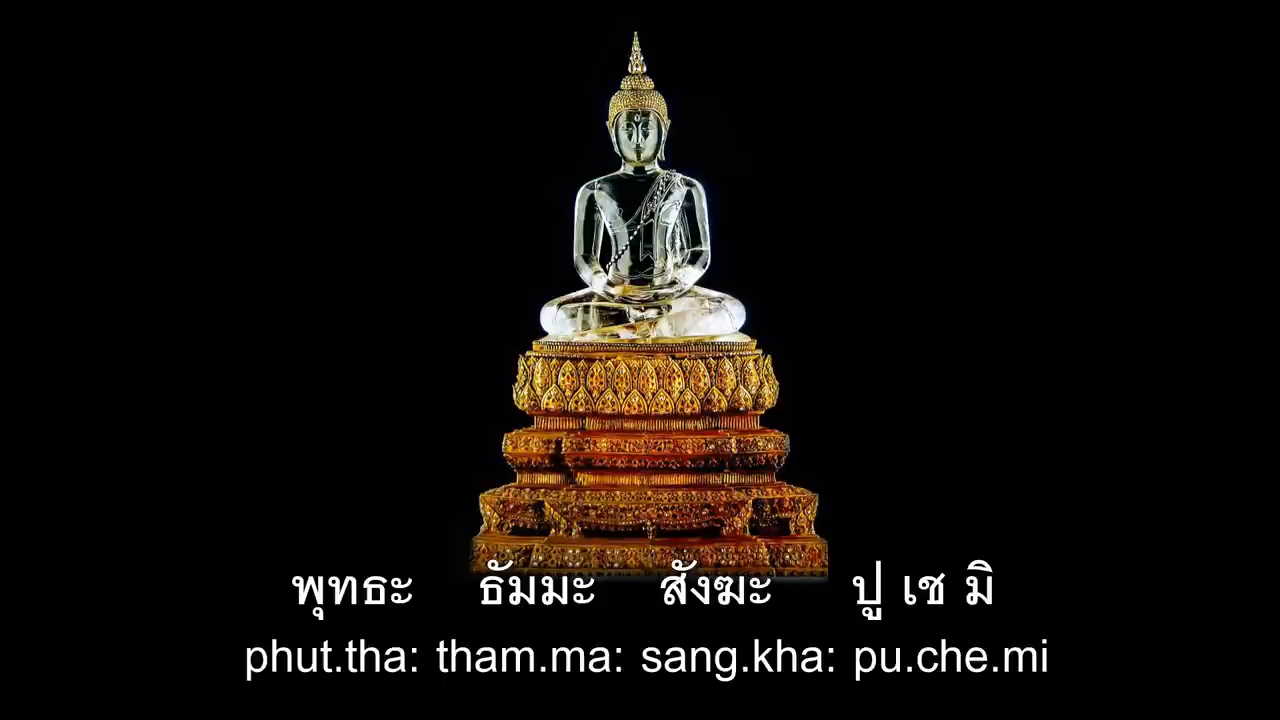 พุทธะ ธัมมะ สังฆะ ปู เช มิ
phut.tha: tham.ma: sang.kha: pu.che.mi